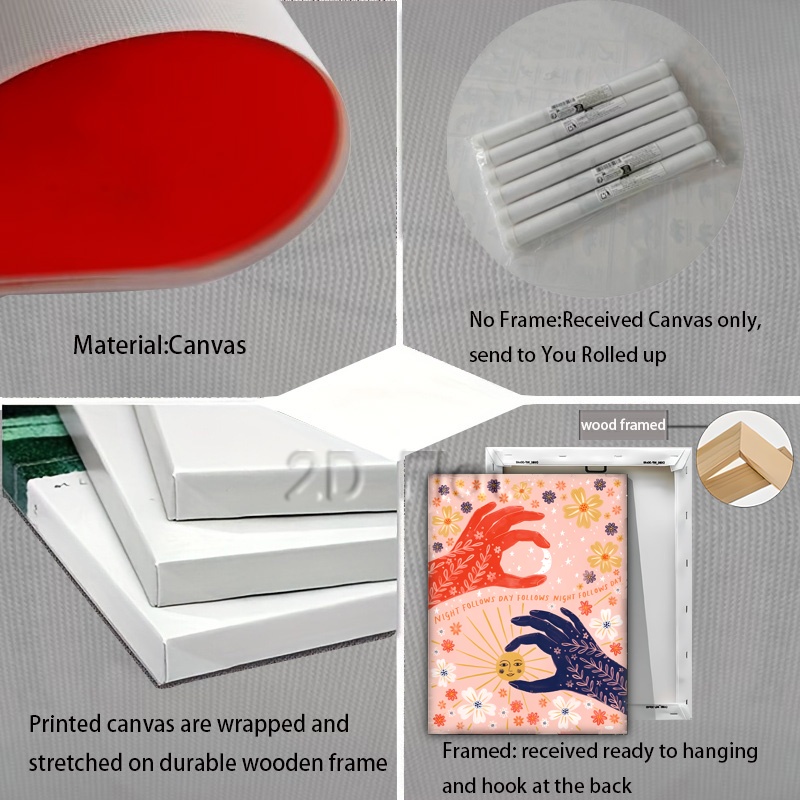 Material:Canvas
No Frame:Received Canvas only,
send to You Rolled up
2D
wood framed
NIGHT FOLLOWS DAY FOLLOWS NIGHT FOLLOWS DAY
Printed canvas are wrapped and
stretched on durable wooden frame
Framed: received ready to hanging
and hook at the back